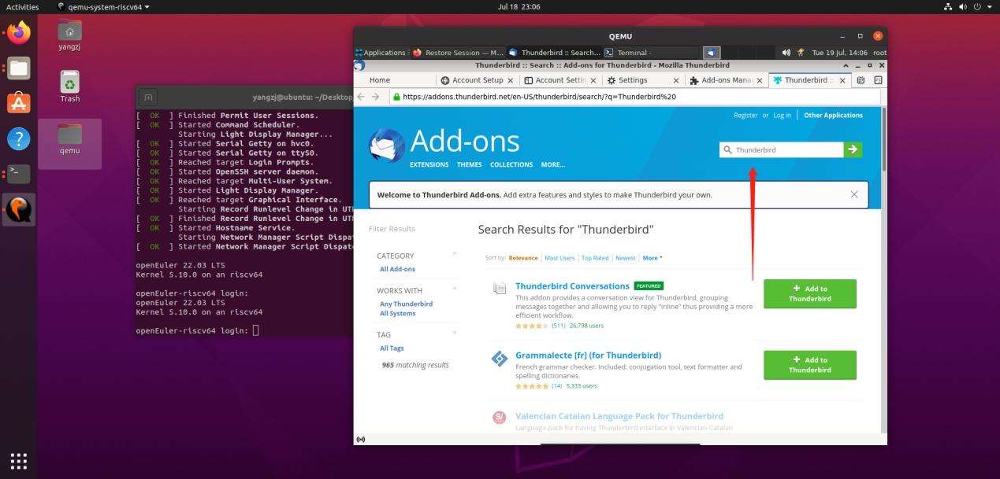 Activities
qemu-system-riscv64
Jul 18 23:06
yangzj
Trash
qemu
yangzj@ubuntu: ~/Desktop
[ OK ] Finished Permit User Sessions.
[ OK ] Started Command Scheduler.
Starting Light Display Manager...
[ OK ] Started Serial Getty on hvc0.
[ OK ] Started serial Getty on ttyS0.
[ OK ] Reached target Login Prompts.
[ OK ] Started OpenSSH server daemon.
[ OK ] Reached target Multi-User System.
[ OK ] Started Light Display Manager.
[ OK ] Reached target Graphical Interface.
Starting Record Runlevel Change in UT
[ OK ] Finished Record Runlevel Change in UT
[ OK ] Started Hostname Service.
Starting Network Manager Script Dispat
[ OK ] Started Network Manager Script Dispat
openEuler 22.03 LTS
Kernel 5.10.0 on an riscv64
openEuler-riscv64 login:
openEuler 22.03 LTS
Kernel 5.10.0 on an riscv64
openEuler-riscv64 login:
QEMU
Applications
Restore Session — M...
Thunderbird :: Search...
Terminal -
Tue 19 Jul, 14:06
root
Thunderbird :: Search :: Add-ons for Thunderbird - Mozilla Thunderbird
Home
Account Setup
Account Settin
Settings
Add-ons Mana
Thunderbird ::
https://addons.thunderbird.net/en-US/thunderbird/search/?q=Thunderbird%20
Register or Log in
Other Applications
Add-ons
Thunderbird
EXTENSIONS THEMES COLLECTIONS MORE...
Welcome to Thunderbird Add-ons. Add extra features and styles to make Thunderbird your own.
Filter Results
CATEGORY
All Add-ons
WORKS WITH
Any Thunderbird
All Systems
TAG
All Tags
965 matching results
Search Results for "Thunderbird"
Sort by: Relevance Most Users Top Rated Newest More
Thunderbird Conversations FEATURED
This addon provides a conversation view for Thunderbird, grouping
messages together and allowing you to reply "inline" thus providing a more
efficient workflow.
(511) · 26,798 users
+ Add to
Thunderbird
Grammalecte [fr] (for Thunderbird)
French grammar checker. Included: conjugation tool, text formatter and
spelling dictionaries.
(14) · 5,333 users
+ Add to
Thunderbird
Valencian Catalan Language Pack for Thunderbird
Language pack for having Thunderbird interface in Valencian Catalan